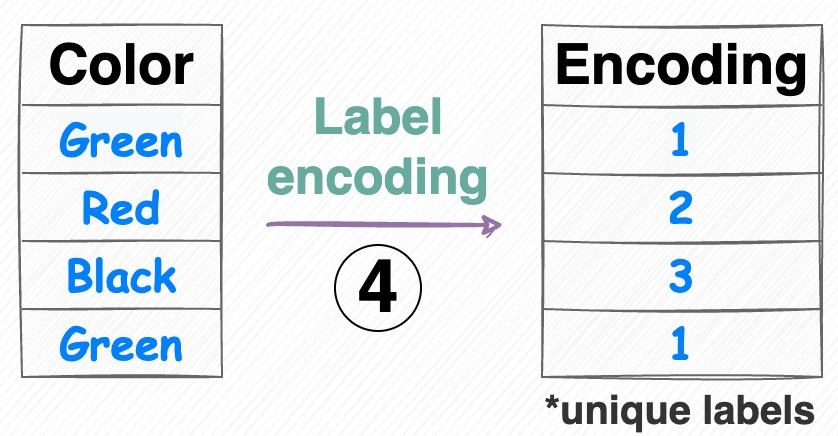 Color
Green
Red
Black
Green
Label
encoding
4
Encoding
1
2
3
1
*unique labels